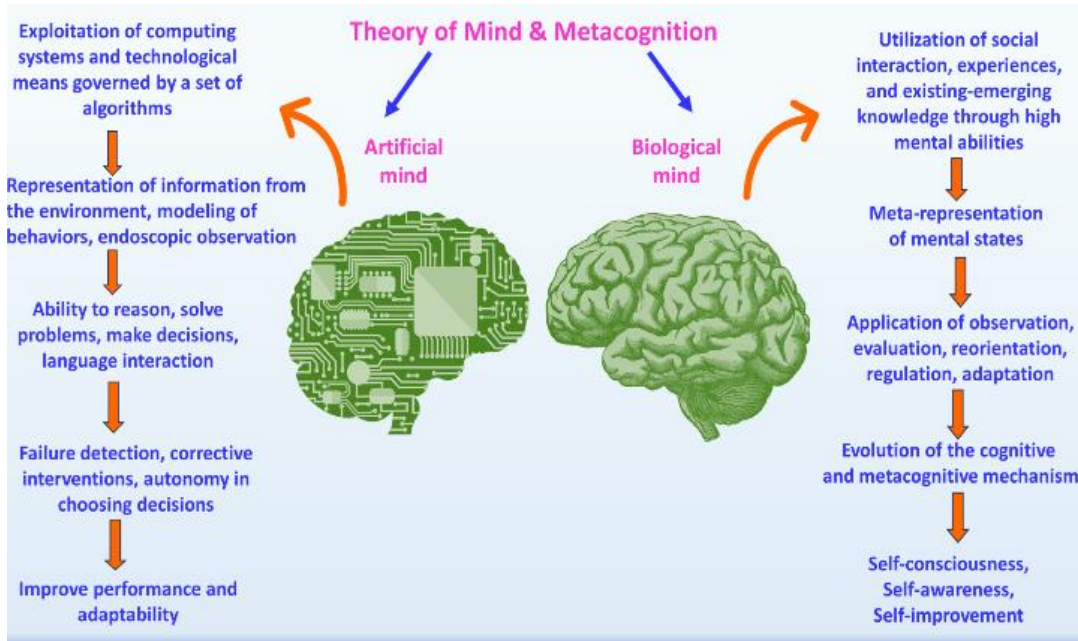 Theory of Mind & Metacognition
Artificial
mind
Biological
mind
Exploitation of computing
systems and technological
means governed by a set of
algorithms
Representation of information from
the environment, modeling of
behaviors, endoscopic observation
Ability to reason, solve
problems, make decisions,
language interaction
Failure detection, corrective
interventions, autonomy in
choosing decisions
Improve performance and
adaptability
Utilization of social
interaction, experiences,
and existing-emerging
knowledge through high
mental abilities
Meta-representation
of mental states
Application of observation,
evaluation, reorientation,
regulation, adaptation
Evolution of the cognitive
and metacognitive mechanism
Self-consciousness,
Self-awareness,
Self-improvement